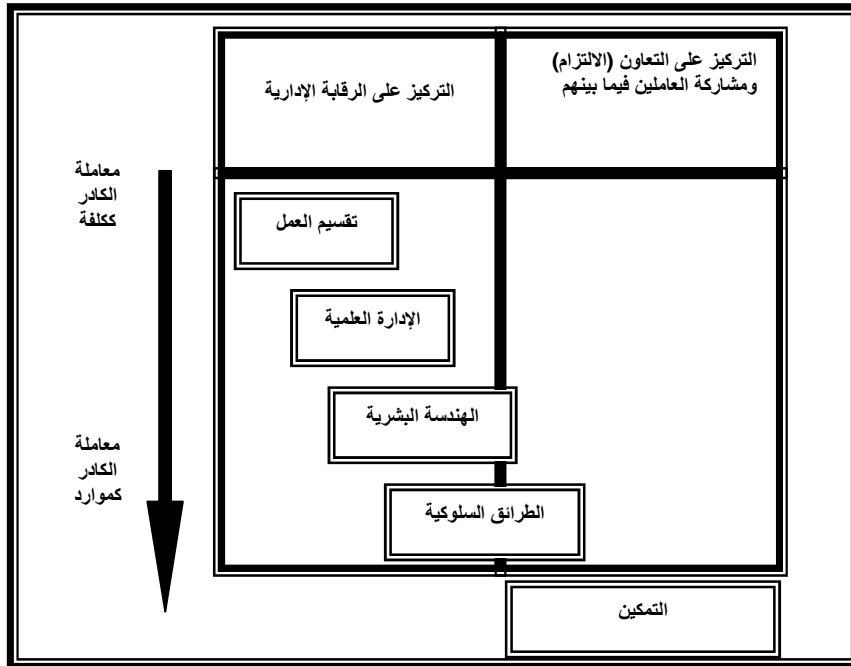 التركيز على التعاون (الالتزام)
ومشاركة العاملين فيما بينهم
التركيز على الرقابة الإدارية
معاملة
الكادر
ككلفة
تقسيم العمل
الإدارة العلمية
الهندسة البشرية
معاملة
الكادر
كموارد
الطرائق السلوكية
التمكين